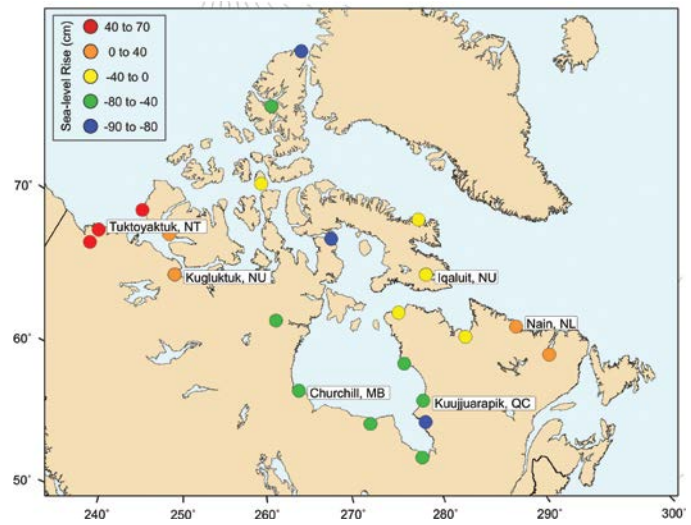 Sea-level Rise (cm)
40 to 70
0 to 40
-40 to 0
-80 to -40
-90 to -80
70°
60°
50°
Tuktoyaktuk, NT
Kugluktuk, NU
Iqaluit, NU
Nain, NL
Churchill, MB
Kuujjuarapik, QC
240° 250° 260° 270° 280° 290° 300°